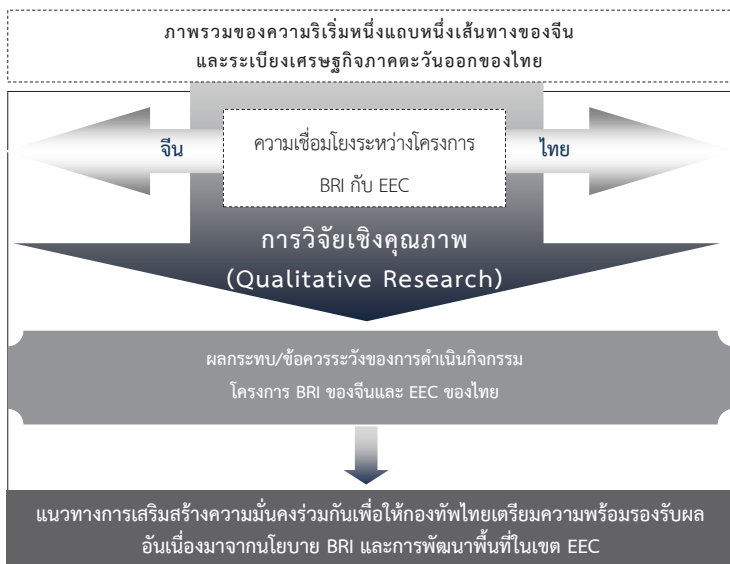 ภาพรวมของความริเริ่มหนึ่งแถบหนึ่งเส้นทางของจีน
และระเบียงเศรษฐกิจภาคตะวันออกของไทย
จีน
ความเชื่อมโยงระหว่างโครงการ
BRI กับ EEC
ไทย
การวิจัยเชิงคุณภาพ
(Qualitative Research)
ผลกระทบ/ข้อควรระวังของการดำเนินกิจกรรม
โครงการ BRI ของจีนและ EEC ของไทย
แนวทางการเสริมสร้างความมั่นคงร่วมกันเพื่อให้กองทัพไทยเตรียมความพร้อมรองรับผล
อันเนื่องมาจากนโยบาย BRI และการพัฒนาพื้นที่ในเขต EEC